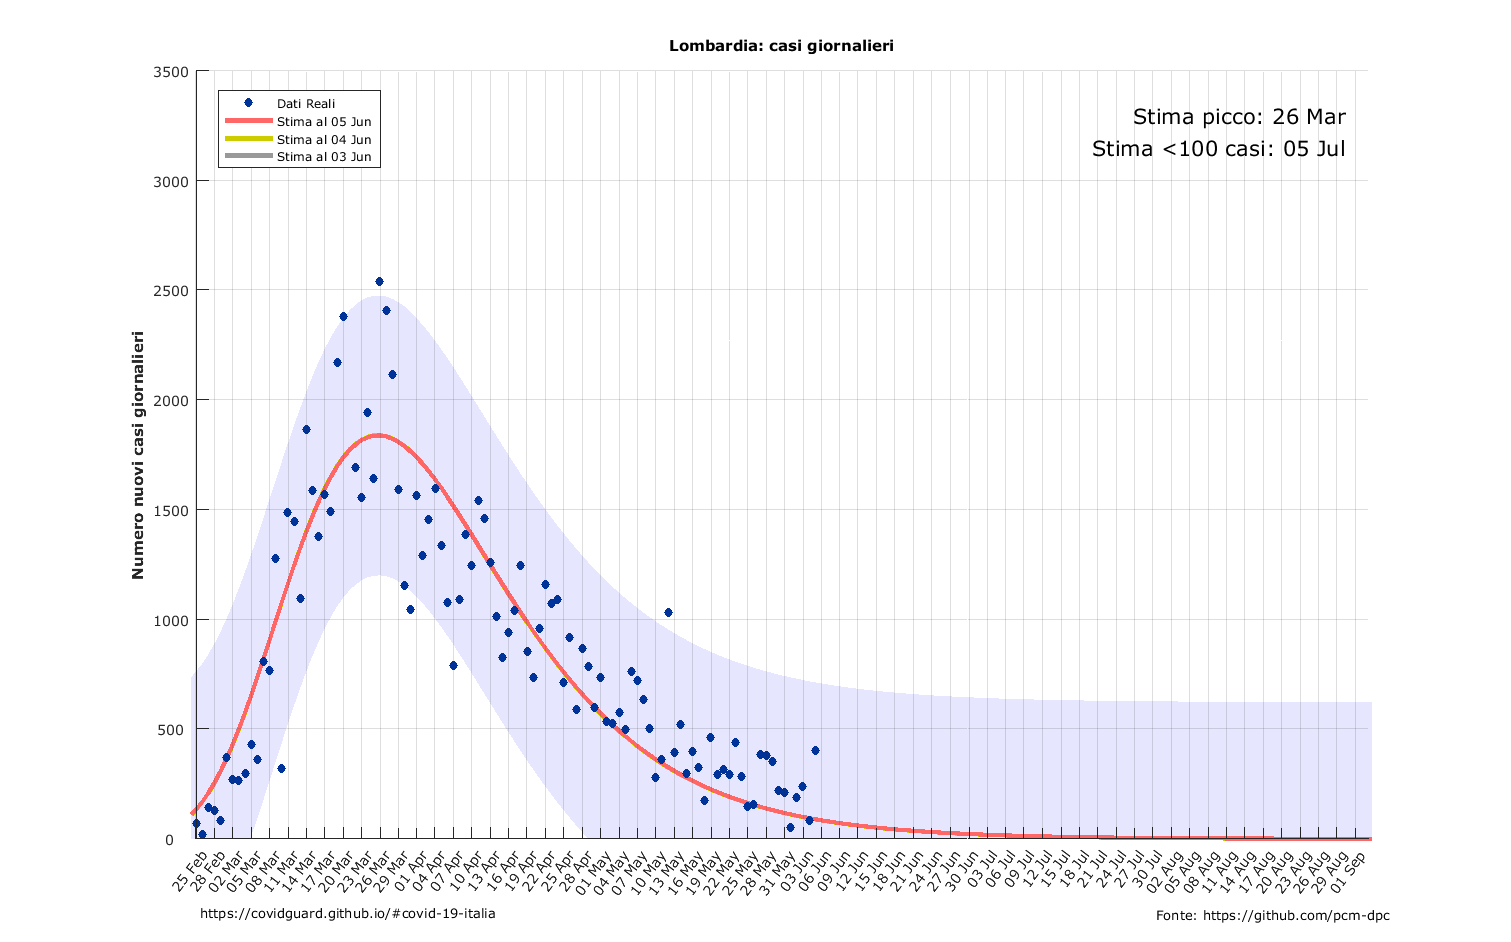 Lombardia: casi giornalieri
3500
3000
2500
2000
1500
1000
500
0
Numero nuovi casi giornalieri
Dati Reali
Stima al 05 Jun
Stima al 04 Jun
Stima al 03 Jun
Stima picco: 26 Mar
Stima <100 casi: 05 Jul
25 Feb
28 Feb
02 Mar
05 Mar
08 Mar
11 Mar
14 Mar
17 Mar
20 Mar
23 Mar
26 Mar
29 Mar
01 Apr
04 Apr
07 Apr
10 Apr
13 Apr
16 Apr
19 Apr
22 Apr
25 Apr
28 Apr
01 May
04 May
07 May
10 May
13 May
16 May
19 May
22 May
25 May
28 May
31 May
03 Jun
06 Jun
09 Jun
12 Jun
15 Jun
18 Jun
21 Jun
24 Jun
27 Jun
30 Jun
03 Jul
06 Jul
09 Jul
12 Jul
15 Jul
18 Jul
21 Jul
24 Jul
27 Jul
30 Jul
02 Aug
05 Aug
08 Aug
11 Aug
14 Aug
17 Aug
20 Aug
23 Aug
26 Aug
29 Aug
01 Sep
https://covidguard.github.io/#covid-19-italia
Fonte: https://github.com/pcm-dpc